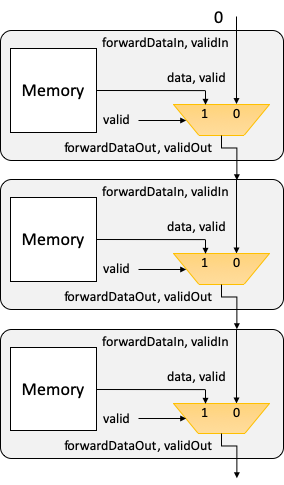 0
forwardDataIn, validIn
data, valid
Memory
1 0
valid
forwardDataOut, validOut
forwardDataIn, validIn
data, valid
Memory
1 0
valid
forwardDataOut, validOut
forwardDataIn, validIn
data, valid
Memory
1 0
valid
forwardDataOut, validOut